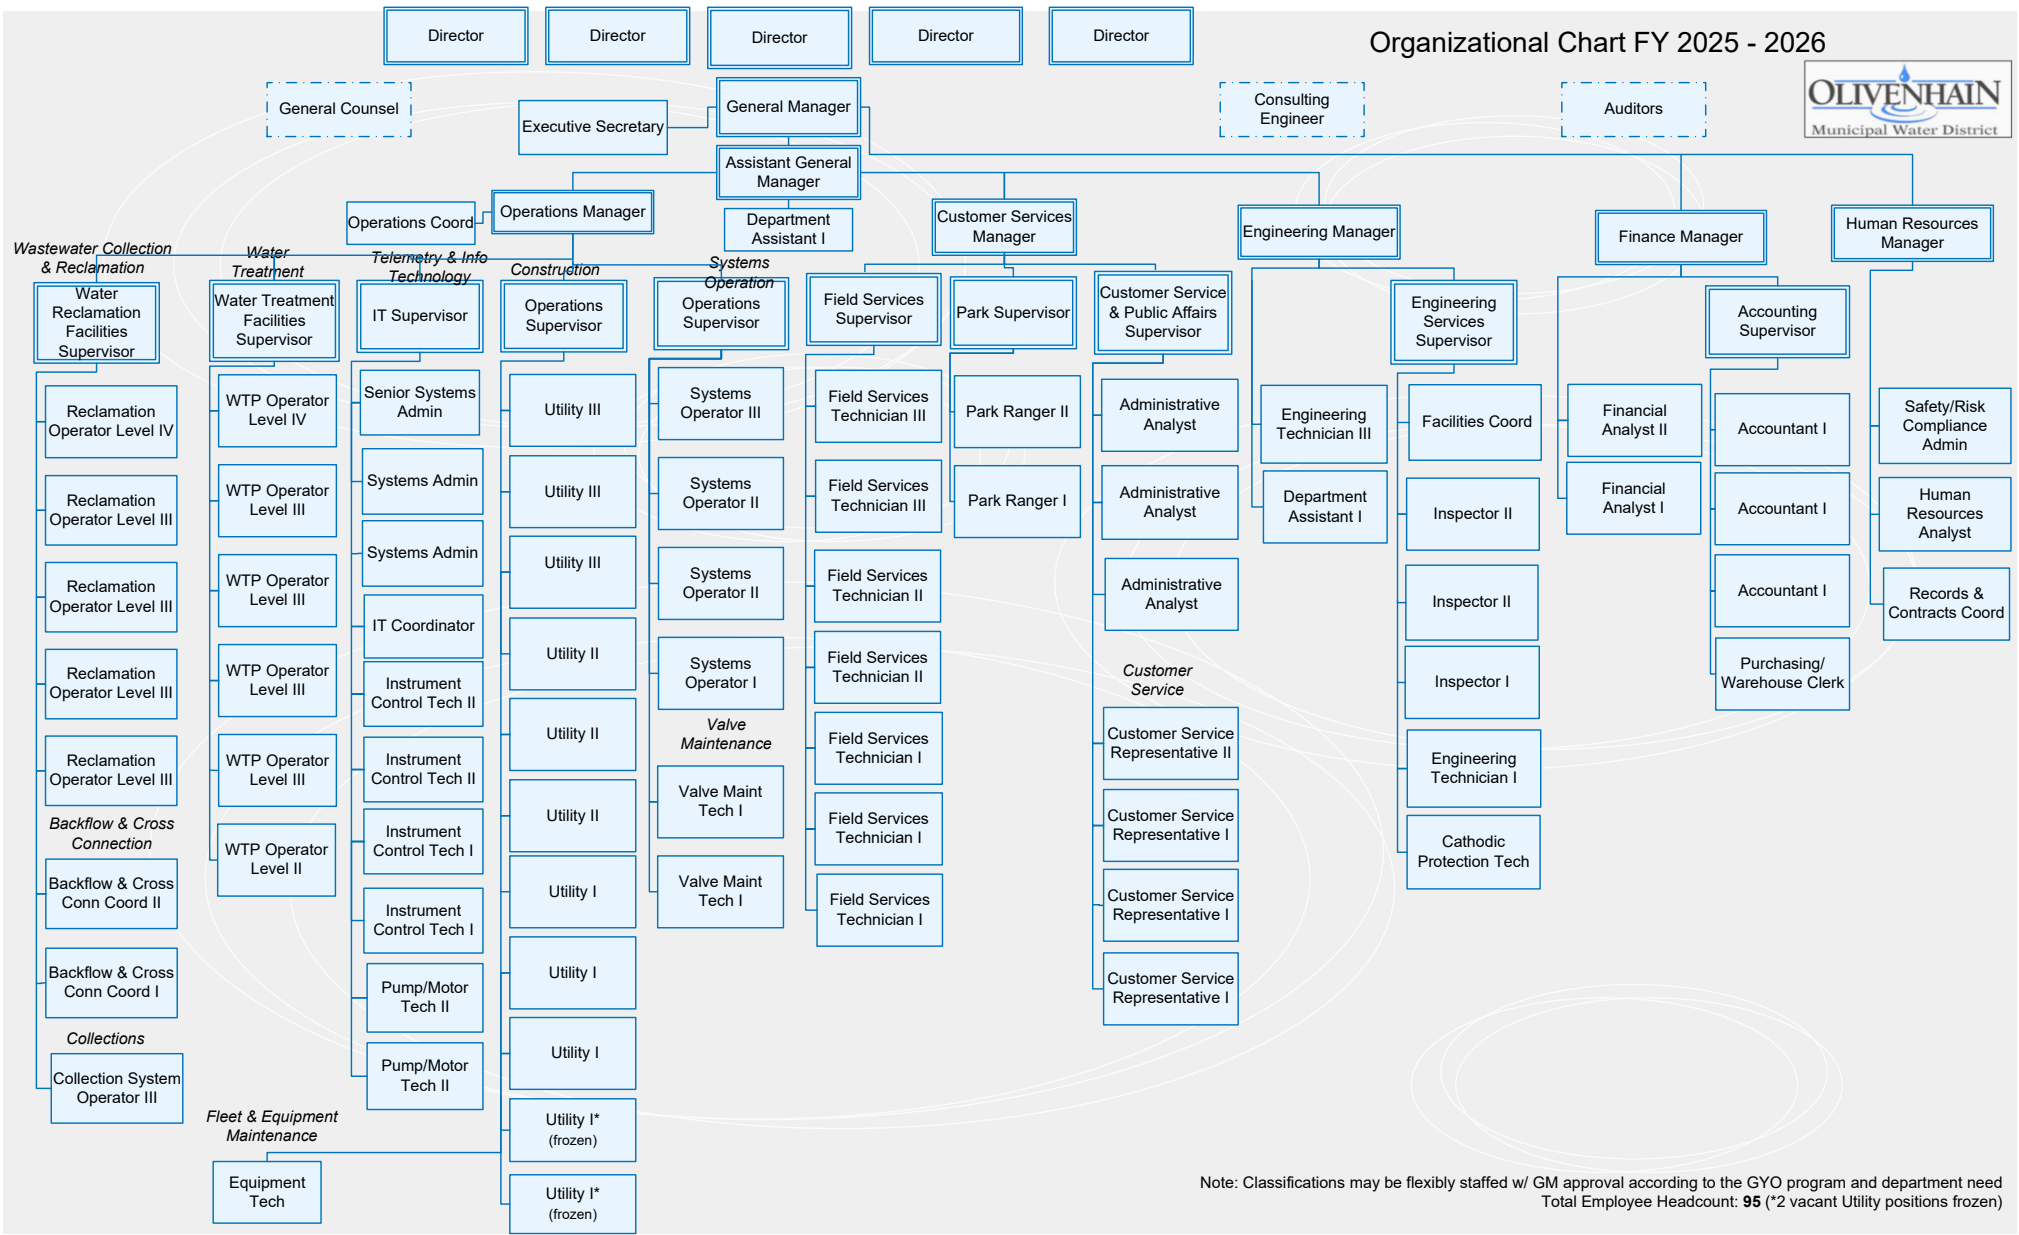 Director
Director
Director
Director
Director
Organizational Chart FY 2025 - 2026
OLIVENHAIN
Municipal Water District
General Counsel
Executive Secretary
General Manager
Consulting
Engineer
Auditors
Assistant General
Manager
Operations Coord
Operations Manager
Department
Assistant I
Customer Services
Manager
Engineering Manager
Finance Manager
Human Resources
Manager
Wastewater Collection
& Reclamation
Water
Reclamation
Facilities
Supervisor
Reclamation
Operator Level IV
Reclamation
Operator Level III
Reclamation
Operator Level III
Reclamation
Operator Level III
Reclamation
Operator Level III
Backflow & Cross
Connection
Backflow & Cross
Conn Coord II
Backflow & Cross
Conn Coord I
Collections
Collection System
Operator III
Water
Treatment
Water Treatment
Facilities
Supervisor
WTP Operator
Level IV
WTP Operator
Level III
WTP Operator
Level III
WTP Operator
Level III
WTP Operator
Level III
WTP Operator
Level II
Fleet & Equipment
Maintenance
Equipment
Tech
Telemetry & Info
Technology
IT Supervisor
Senior Systems
Admin
Systems Admin
Systems Admin
IT Coordinator
Instrument
Control Tech II
Instrument
Control Tech II
Instrument
Control Tech I
Instrument
Control Tech I
Pump/Motor
Tech II
Pump/Motor
Tech II
Construction
Operations
Supervisor
Utility III
Utility III
Utility III
Utility II
Utility II
Utility II
Utility I
Utility I
Utility I
Utility I*
(frozen)
Utility I*
(frozen)
Systems
Operation
Operations
Supervisor
Systems
Operator III
Systems
Operator II
Systems
Operator II
Systems
Operator I
Valve
Maintenance
Valve Maint
Tech I
Valve Maint
Tech I
Field Services
Supervisor
Field Services
Technician III
Field Services
Technician III
Field Services
Technician II
Field Services
Technician II
Field Services
Technician I
Field Services
Technician I
Field Services
Technician I
Park Supervisor
Park Ranger II
Park Ranger I
Customer Service
& Public Affairs
Supervisor
Administrative
Analyst
Administrative
Analyst
Administrative
Analyst
Customer
Service
Customer Service
Representative II
Customer Service
Representative I
Customer Service
Representative I
Customer Service
Representative I
Engineering
Technician III
Department
Assistant I
Engineering
Services
Supervisor
Facilities Coord
Inspector II
Inspector II
Inspector I
Engineering
Technician I
Cathodic
Protection Tech
Financial
Analyst II
Financial
Analyst I
Accounting
Supervisor
Accountant I
Accountant I
Accountant I
Purchasing/
Warehouse Clerk
Safety/Risk
Compliance
Admin
Human
Resources
Analyst
Records &
Contracts Coord
Note: Classifications may be flexibly staffed w/ GM approval according to the GYO program and department need
Total Employee Headcount: 95 (*2 vacant Utility positions frozen)